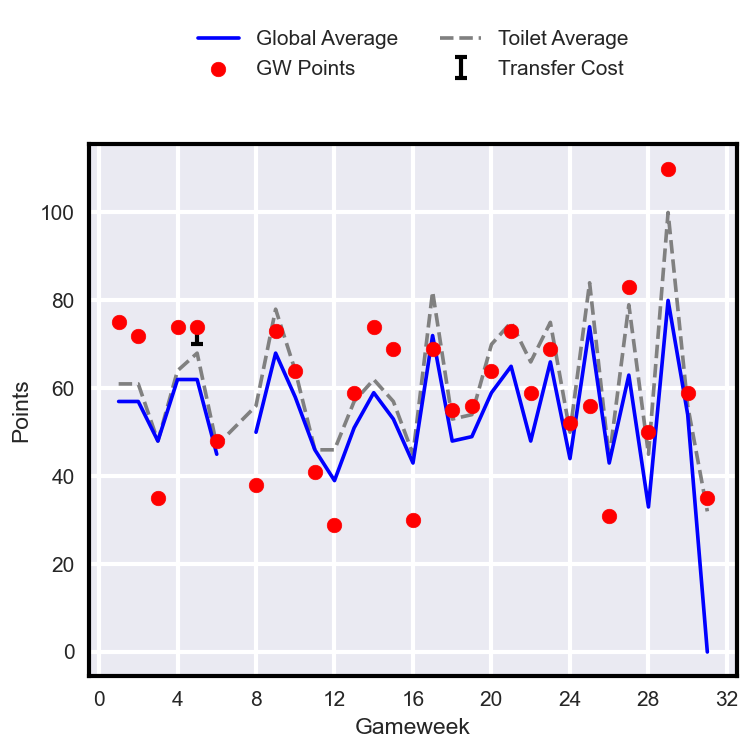 Global Average
Toilet Average
GW Points
Transfer Cost
100
80
60
40
20
0
Points
0 4 8 12 16 20 24 28 32
Gameweek